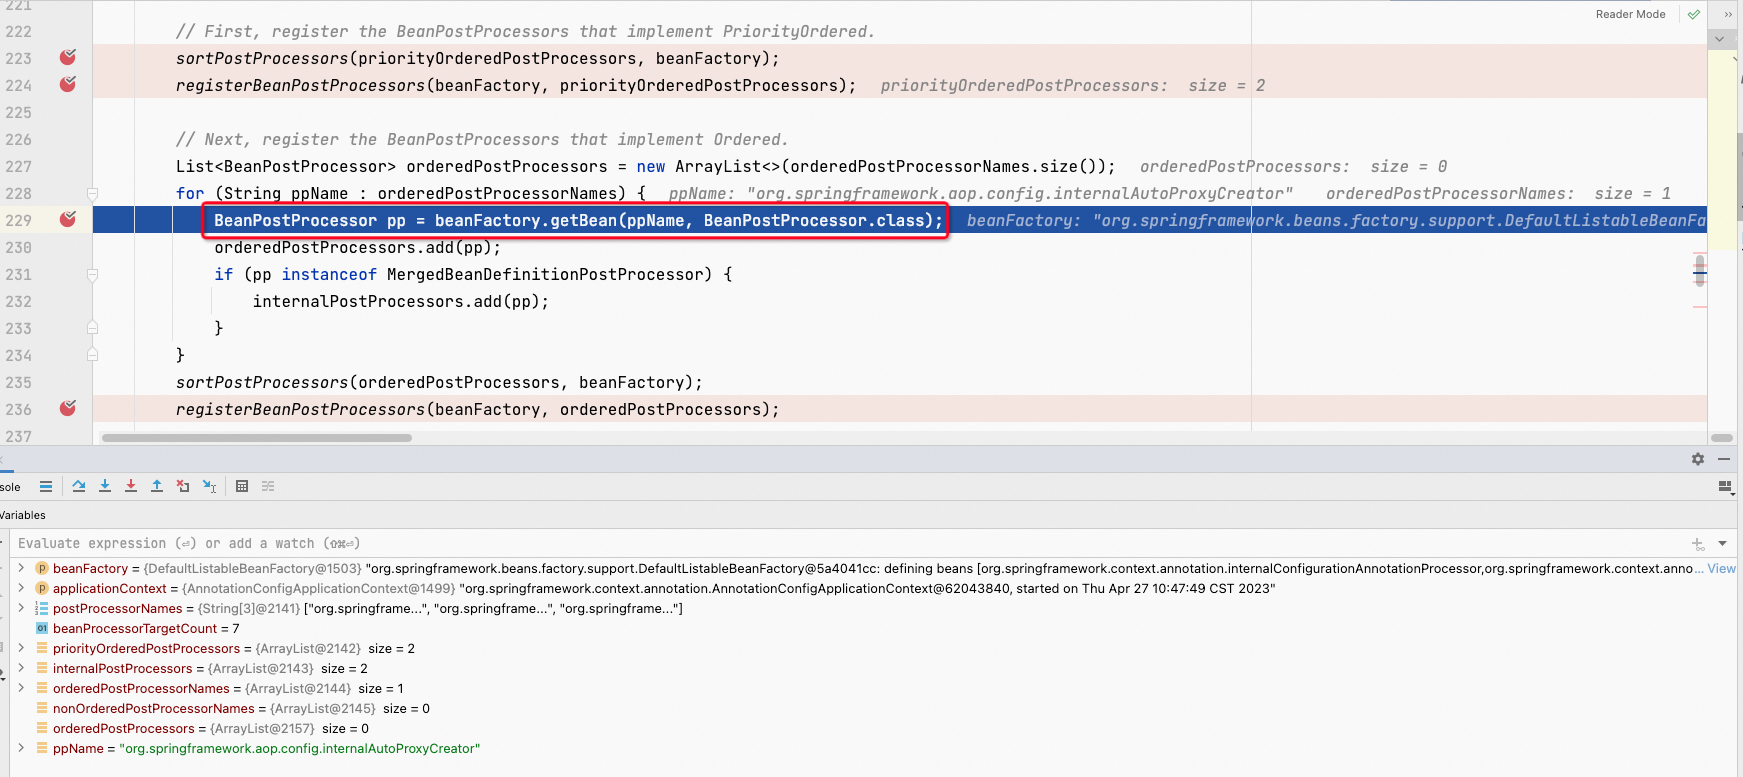 221
Reader Mode
222 // First, register the BeanPostProcessors that implement PriorityOrdered.
223 sortPostProcessors(priorityOrderedPostProcessors, beanFactory);
224 registerBeanPostProcessors(beanFactory, priorityOrderedPostProcessors); priorityOrderedPostProcessors: size = 2
225
226 // Next, register the BeanPostProcessors that implement Ordered.
227 List<BeanPostProcessor> orderedPostProcessors = new ArrayList<>(orderedPostProcessorNames.size()); orderedPostProcessors: size = 0
228 for (String ppName : orderedPostProcessorNames) { ppName: "org.springframework.aop.config.internalAutoProxyCreator" orderedPostProcessorNames: size = 1
229 BeanPostProcessor pp = beanFactory.getBean(ppName, BeanPostProcessor.class); beanFactory: "org.springframework.beans.factory.support.DefaultListableBeanFa
230 orderedPostProcessors.add(pp);
231 if (pp instanceof MergedBeanDefinitionPostProcessor) {
232 internalPostProcessors.add(pp);
233 }
234 }
235 sortPostProcessors(orderedPostProcessors, beanFactory);
236 registerBeanPostProcessors(beanFactory, orderedPostProcessors);
237
sole
Variables
Evaluate expression (⏎) or add a watch (⇧⌘⏎)
beanFactory = {DefaultListableBeanFactory@1503} "org.springframework.beans.factory.support.DefaultListableBeanFactory@5a4041cc: defining beans [org.springframework.context.annotation.internalConfigurationAnnotationProcessor,org.springframework.context.anno... View
applicationContext = {AnnotationConfigApplicationContext@1499} "org.springframework.context.annotation.AnnotationConfigApplicationContext@62043840, started on Thu Apr 27 10:47:49 CST 2023"
postProcessorNames = {String[3]@2141} ["org.springframe...", "org.springframe...", "org.springframe..."]
beanProcessorTargetCount = 7
priorityOrderedPostProcessors = {ArrayList@2142} size = 2
internalPostProcessors = {ArrayList@2143} size = 2
orderedPostProcessorNames = {ArrayList@2144} size = 1
nonOrderedPostProcessorNames = {ArrayList@2145} size = 0
orderedPostProcessors = {ArrayList@2157} size = 0
ppName = "org.springframework.aop.config.internalAutoProxyCreator"